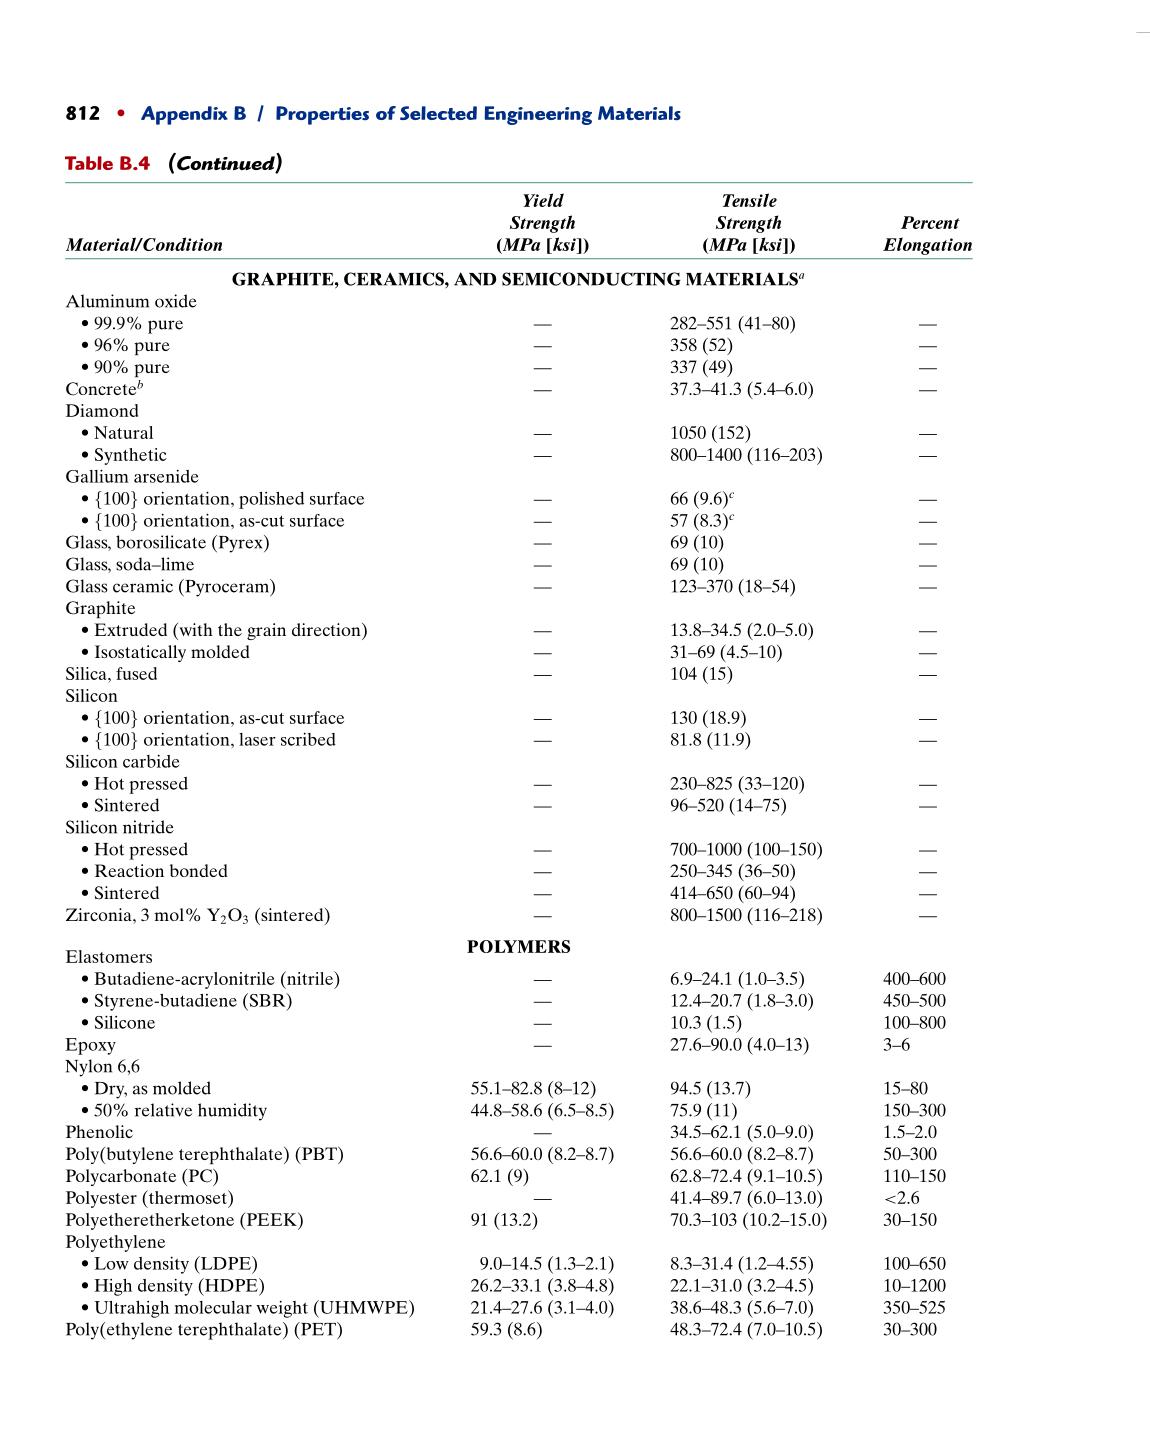 812 • Appendix B / Properties of Selected Engineering Materials
Table B.4 (Continued)
Yield Tensile
Strength Strength Percent
Material/Condition (MPa [ksi]) (MPa [ksi]) Elongation
GRAPHITE, CERAMICS, AND SEMICONDUCTING MATERIALSᵃ
Aluminum oxide
• 99.9% pure — 282–551 (41–80) —
• 96% pure — 358 (52) —
• 90% pure — 337 (49) —
Concreteᵇ — 37.3–41.3 (5.4–6.0) —
Diamond
• Natural — 1050 (152) —
• Synthetic — 800–1400 (116–203) —
Gallium arsenide
• {100} orientation, polished surface — 66 (9.6)ᶜ —
• {100} orientation, as-cut surface — 57 (8.3)ᶜ —
Glass, borosilicate (Pyrex) — 69 (10) —
Glass, soda–lime — 69 (10) —
Glass ceramic (Pyroceram) — 123–370 (18–54) —
Graphite
• Extruded (with the grain direction) — 13.8–34.5 (2.0–5.0) —
• Isostatically molded — 31–69 (4.5–10) —
Silica, fused — 104 (15) —
Silicon
• {100} orientation, as-cut surface — 130 (18.9) —
• {100} orientation, laser scribed — 81.8 (11.9) —
Silicon carbide
• Hot pressed — 230–825 (33–120) —
• Sintered — 96–520 (14–75) —
Silicon nitride
• Hot pressed — 700–1000 (100–150) —
• Reaction bonded — 250–345 (36–50) —
• Sintered — 414–650 (60–94) —
Zirconia, 3 mol% Y₂O₃ (sintered) — 800–1500 (116–218) —
POLYMERS
Elastomers
• Butadiene-acrylonitrile (nitrile) — 6.9–24.1 (1.0–3.5) 400–600
• Styrene-butadiene (SBR) — 12.4–20.7 (1.8–3.0) 450–500
• Silicone — 10.3 (1.5) 100–800
Epoxy — 27.6–90.0 (4.0–13) 3–6
Nylon 6,6
• Dry, as molded 55.1–82.8 (8–12) 94.5 (13.7) 15–80
• 50% relative humidity 44.8–58.6 (6.5–8.5) 75.9 (11) 150–300
Phenolic — 34.5–62.1 (5.0–9.0) 1.5–2.0
Poly(butylene terephthalate) (PBT) 56.6–60.0 (8.2–8.7) 56.6–60.0 (8.2–8.7) 50–300
Polycarbonate (PC) 62.1 (9) 62.8–72.4 (9.1–10.5) 110–150
Polyester (thermoset) — 41.4–89.7 (6.0–13.0) <2.6
Polyetheretherketone (PEEK) 91 (13.2) 70.3–103 (10.2–15.0) 30–150
Polyethylene
• Low density (LDPE) 9.0–14.5 (1.3–2.1) 8.3–31.4 (1.2–4.55) 100–650
• High density (HDPE) 26.2–33.1 (3.8–4.8) 22.1–31.0 (3.2–4.5) 10–1200
• Ultrahigh molecular weight (UHMWPE) 21.4–27.6 (3.1–4.0) 38.6–48.3 (5.6–7.0) 350–525
Poly(ethylene terephthalate) (PET) 59.3 (8.6) 48.3–72.4 (7.0–10.5) 30–300